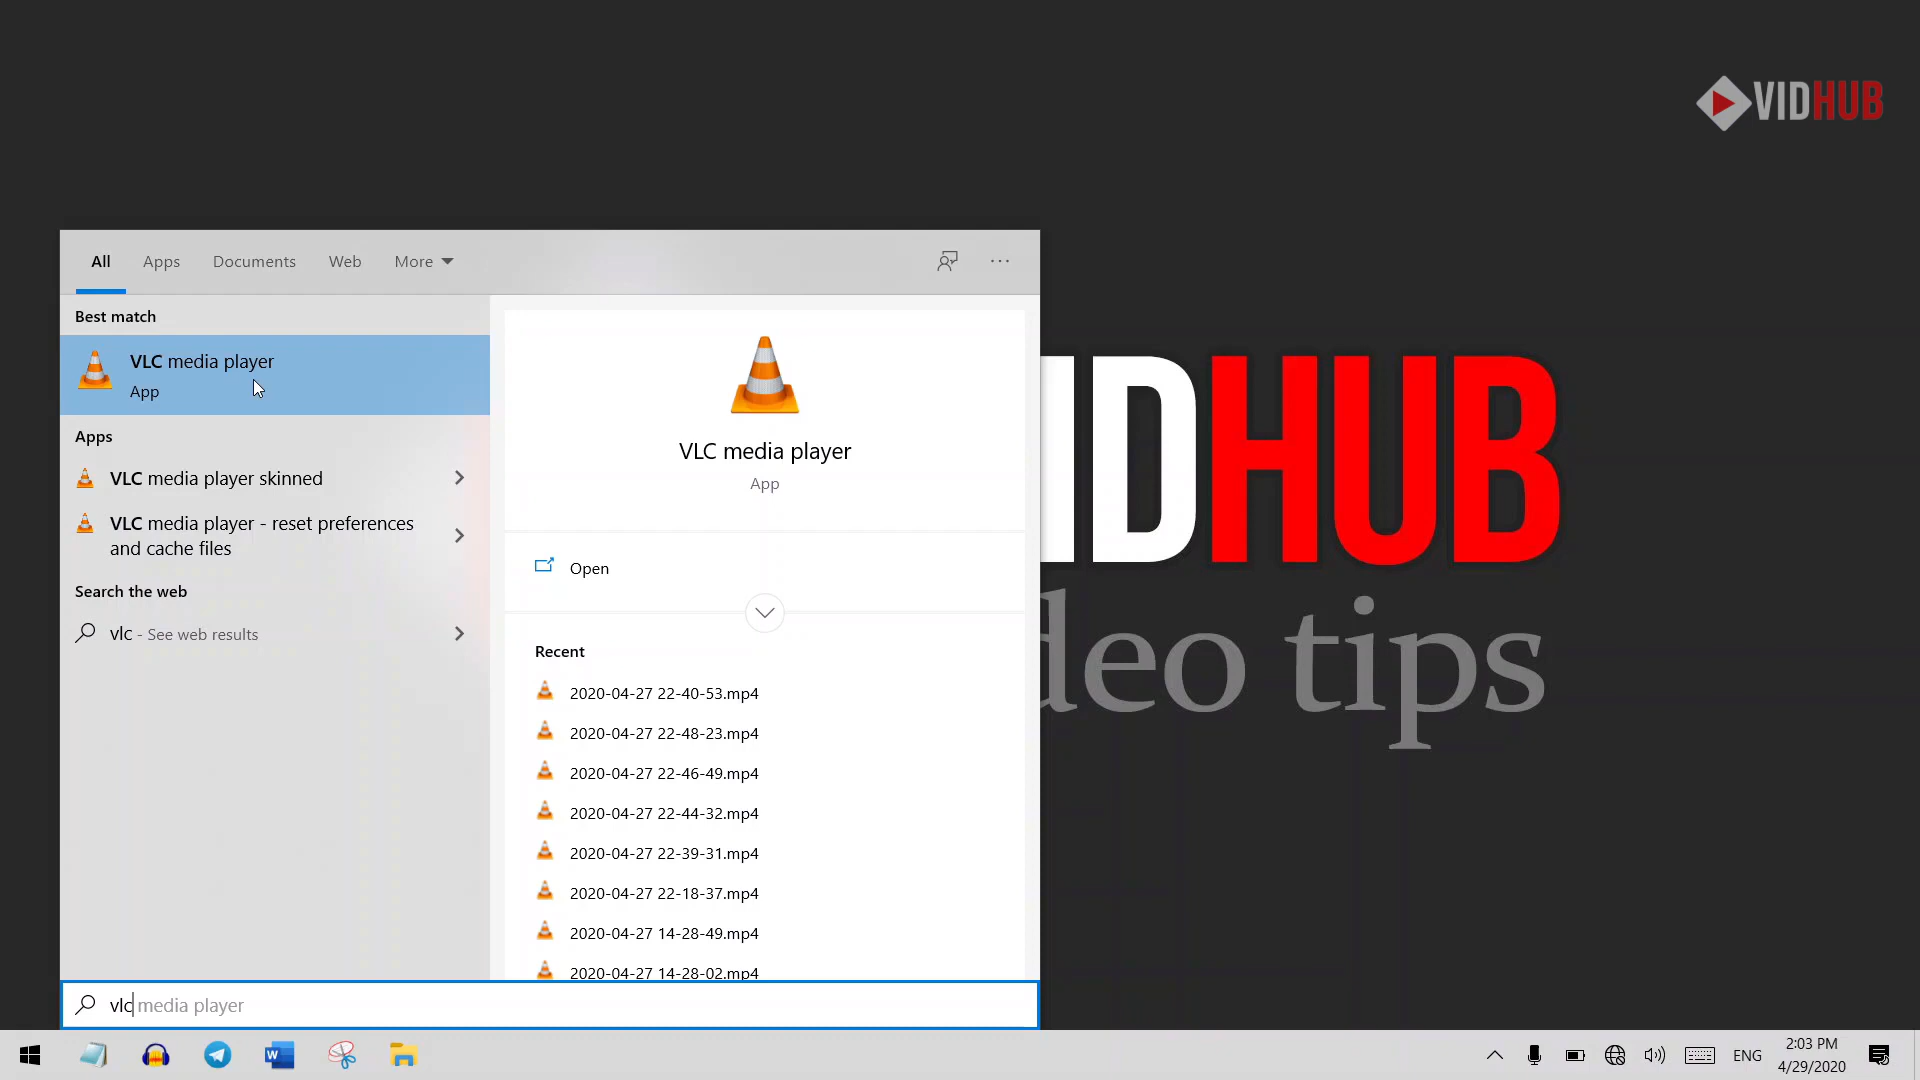 VIDHUB
All Apps Documents Web More
Best match
VLC media player
App
Apps
VLC media player skinned
VLC media player - reset preferences
and cache files
Search the web
vlc - See web results
VLC media player
App
Open
Recent
2020-04-27 22-40-53.mp4
2020-04-27 22-48-23.mp4
2020-04-27 22-46-49.mp4
2020-04-27 22-44-32.mp4
2020-04-27 22-39-31.mp4
2020-04-27 22-18-37.mp4
2020-04-27 14-28-49.mp4
2020-04-27 14-28-02.mp4
IDHUB
deo tips
vlc media player
W
ENG
2:03 PM
4/29/2020